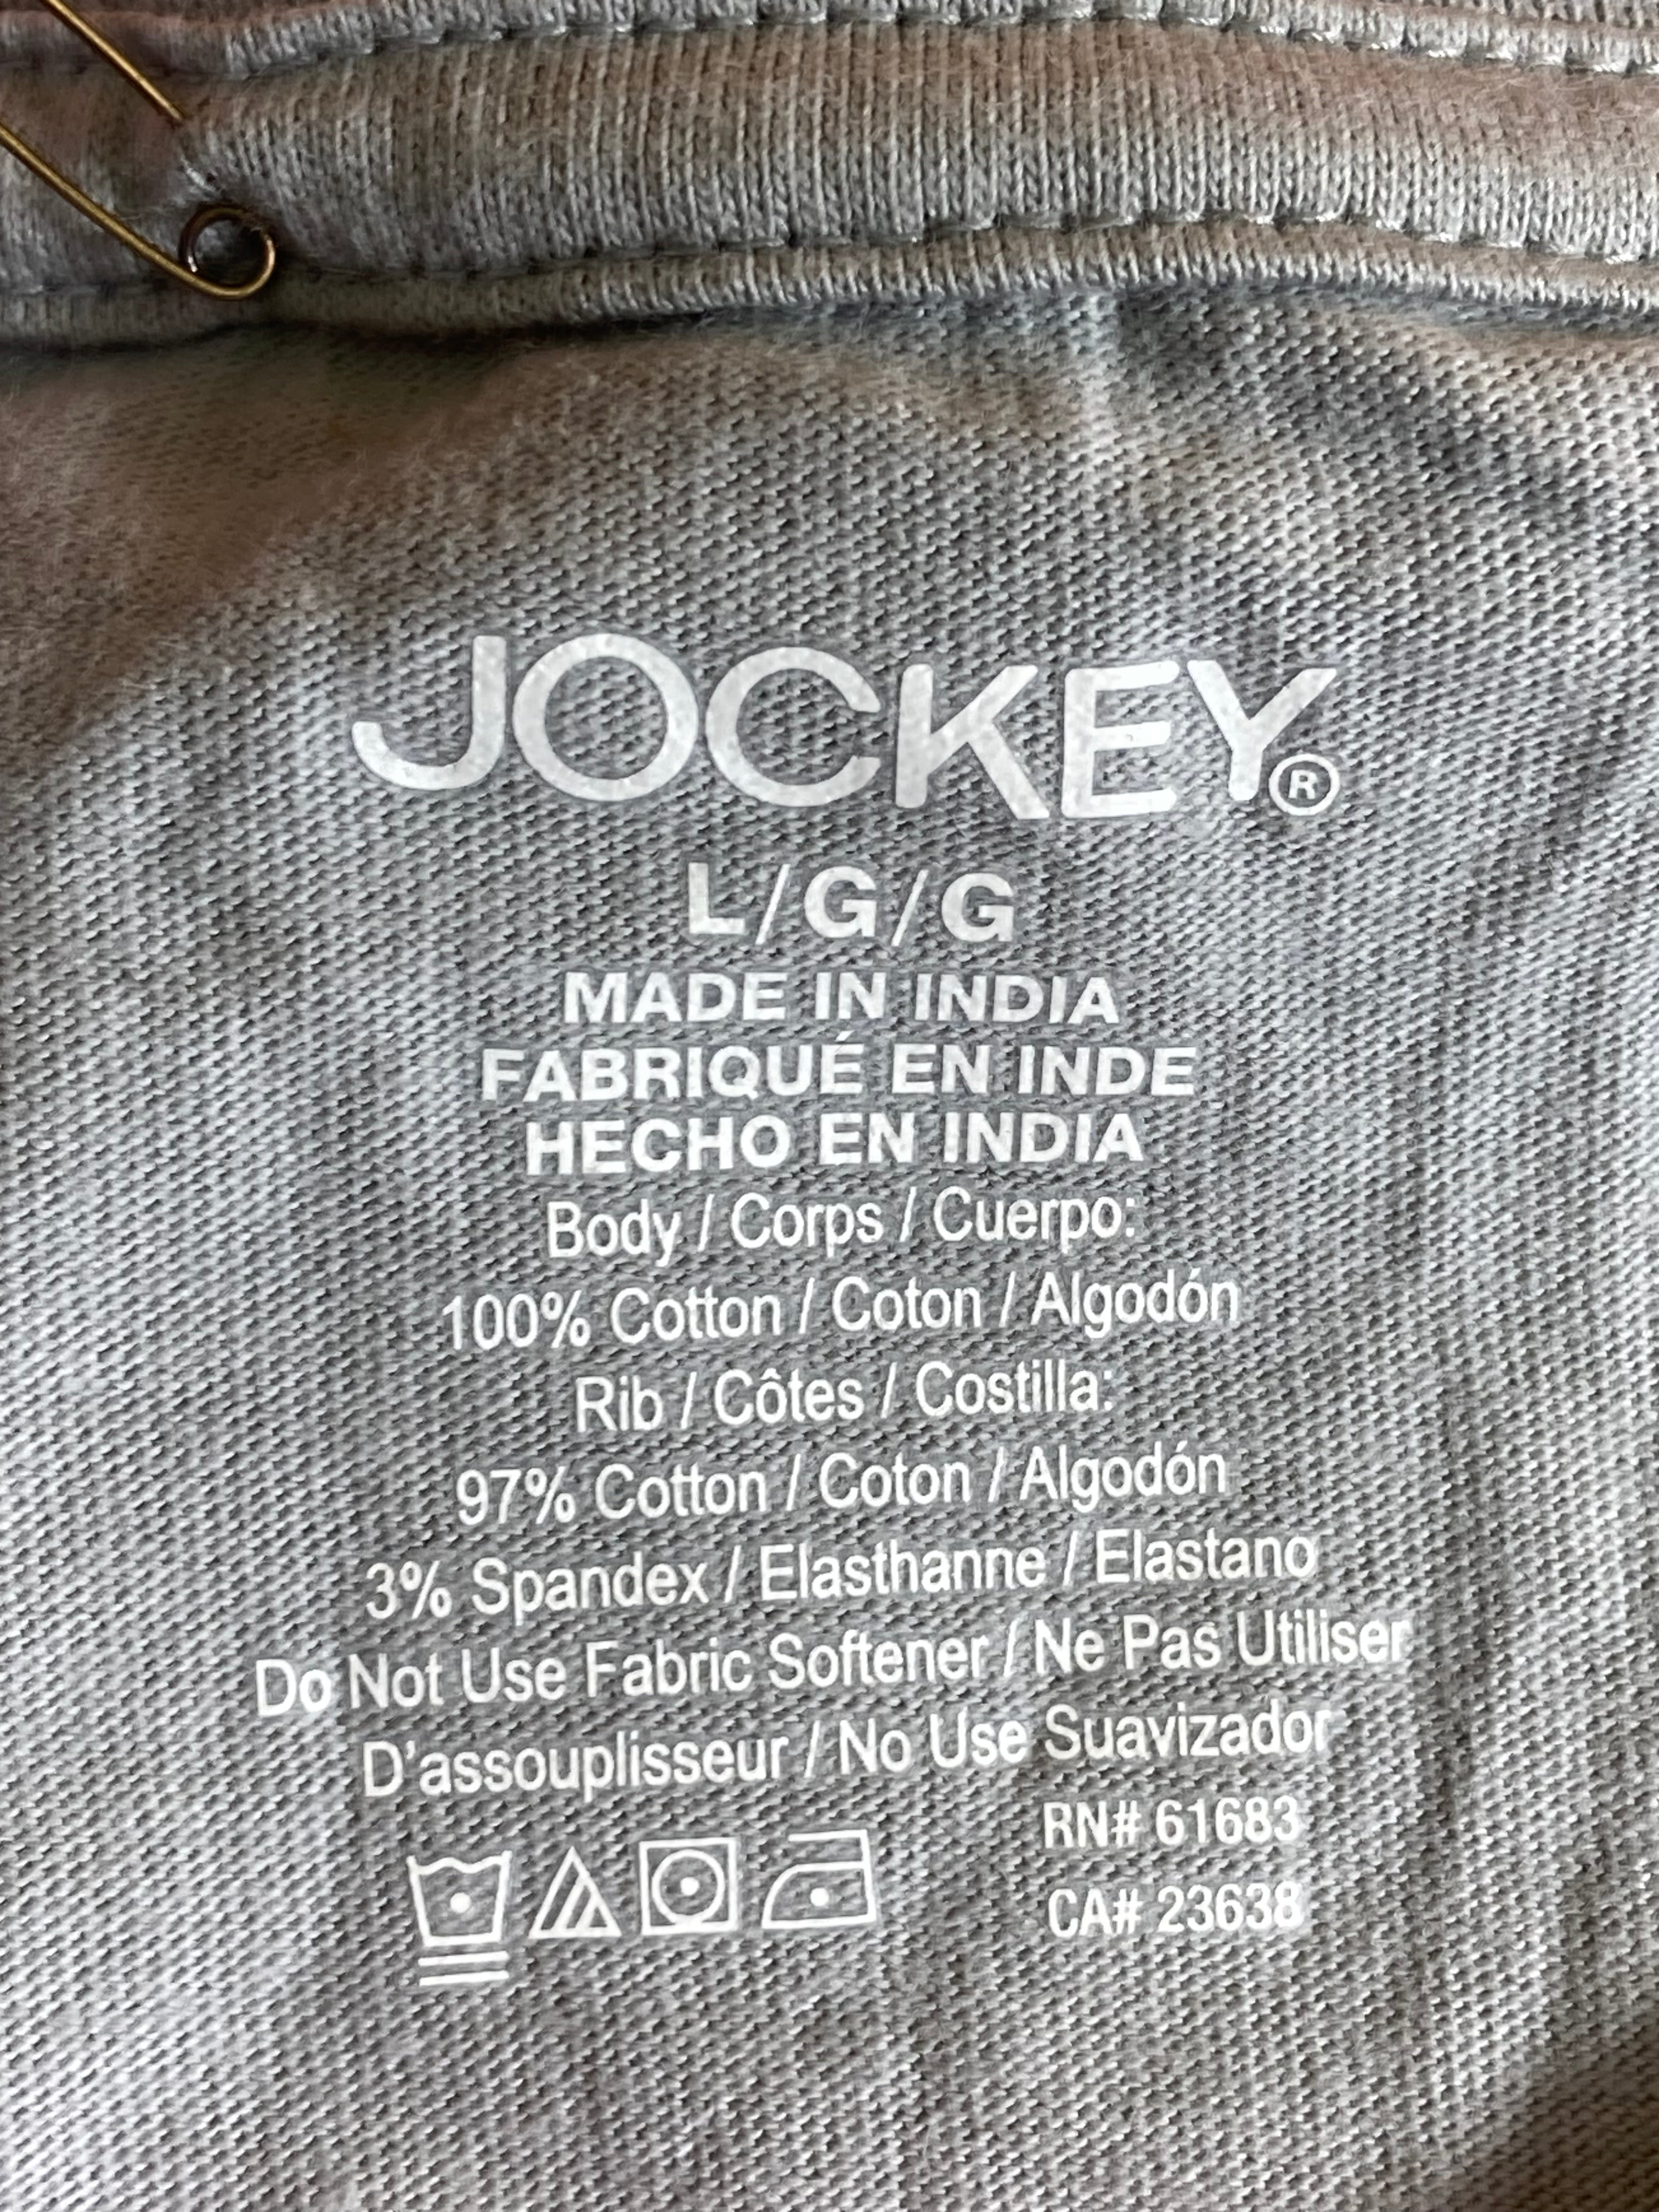 JOCKEY®
L/G/G
MADE IN INDIA
FABRIQUÉ EN INDE
HECHO EN INDIA
Body / Corps / Cuerpo:
100% Cotton / Coton / Algodón
Rib / Côtes / Costilla:
97% Cotton / Coton / Algodón
3% Spandex / Elasthanne / Elastano
Do Not Use Fabric Softener / Ne Pas Utiliser
D'assouplisseur / No Use Suavizador
RN# 61683
CA# 23638